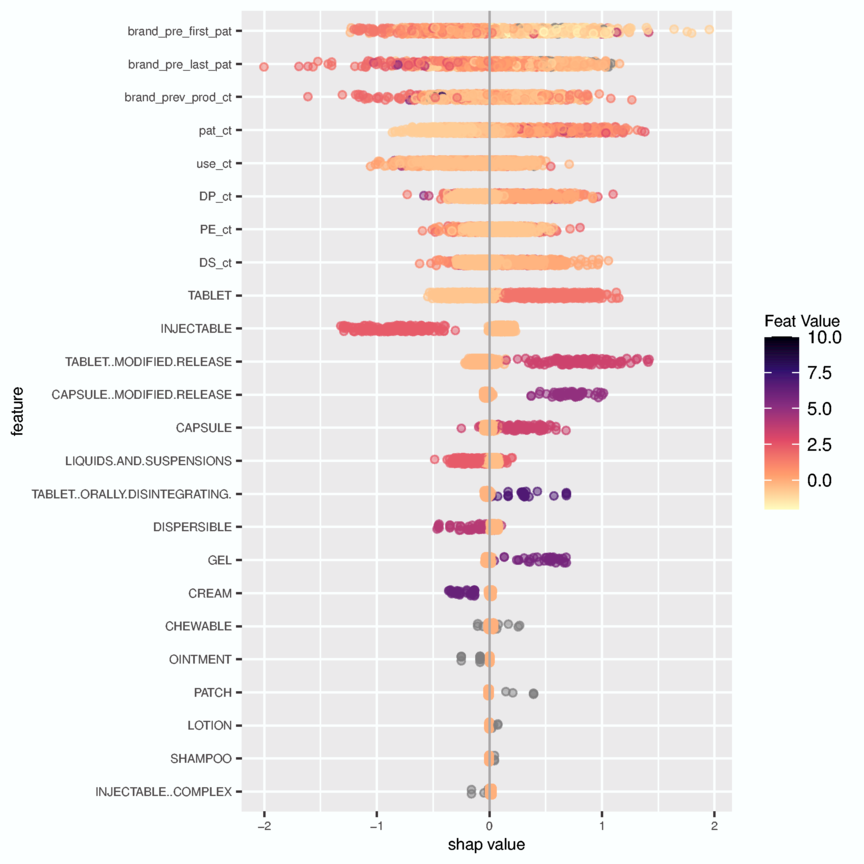 brand_pre_first_pat
brand_pre_last_pat
brand_prev_prod_ct
pat_ct
use_ct
DP_ct
PE_ct
DS_ct
TABLET
INJECTABLE
TABLET..MODIFIED.RELEASE
CAPSULE..MODIFIED.RELEASE
CAPSULE
LIQUIDS.AND.SUSPENSIONS
TABLET..ORALLY.DISINTEGRATING.
DISPERSIBLE
GEL
CREAM
CHEWABLE
OINTMENT
PATCH
LOTION
SHAMPOO
INJECTABLE..COMPLEX
feature
−2 −1 0 1 2
shap value
Feat Value
10.0
7.5
5.0
2.5
0.0